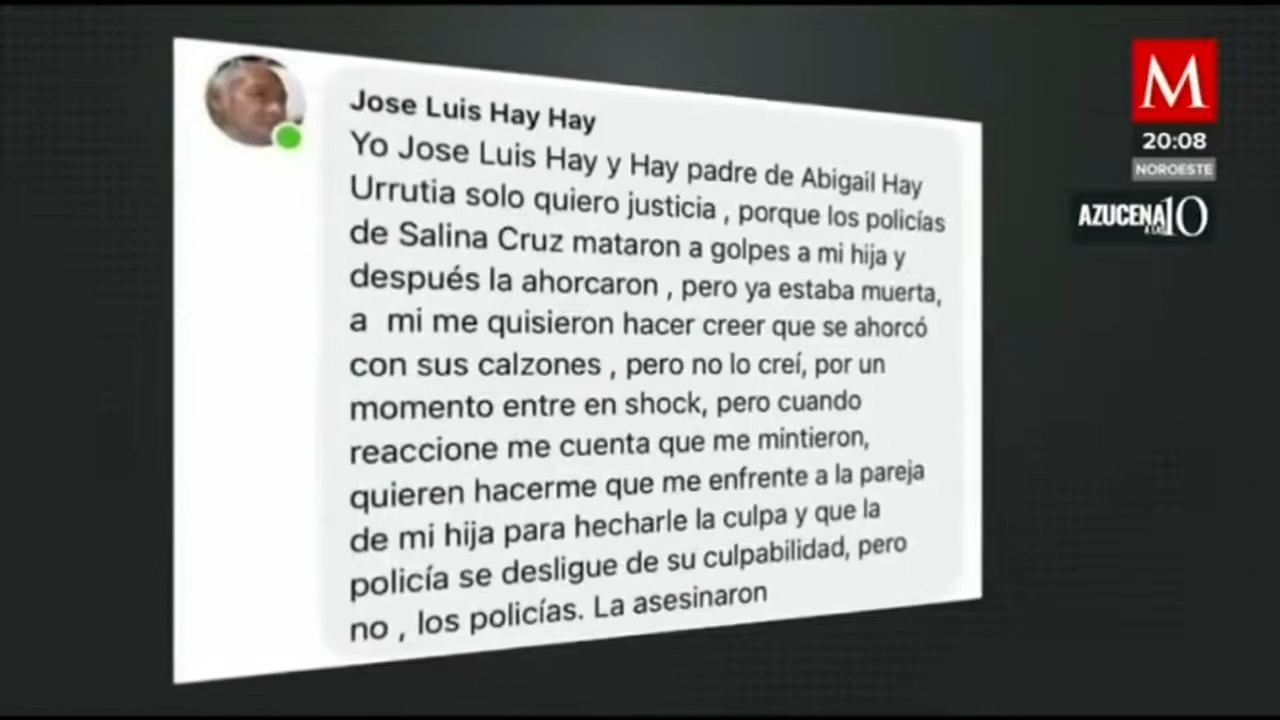 Jose Luis Hay Hay
Yo Jose Luis Hay y Hay padre de Abigail Hay
Urrutia solo quiero justicia , porque los policías
de Salina Cruz mataron a golpes a mi hija y
después la ahorcaron , pero ya estaba muerta,
a mi me quisieron hacer creer que se ahorcó
con sus calzones , pero no lo creí, por un
momento entre en shock, pero cuando
reaccione me cuenta que me mintieron,
quieren hacerme que me enfrente a la pareja
de mi hija para hecharle la culpa y que la
policía se desligue de su culpabilidad, pero
no , los policías. La asesinaron
M
20:08
NOROESTE
AZUCENA A LAS 10